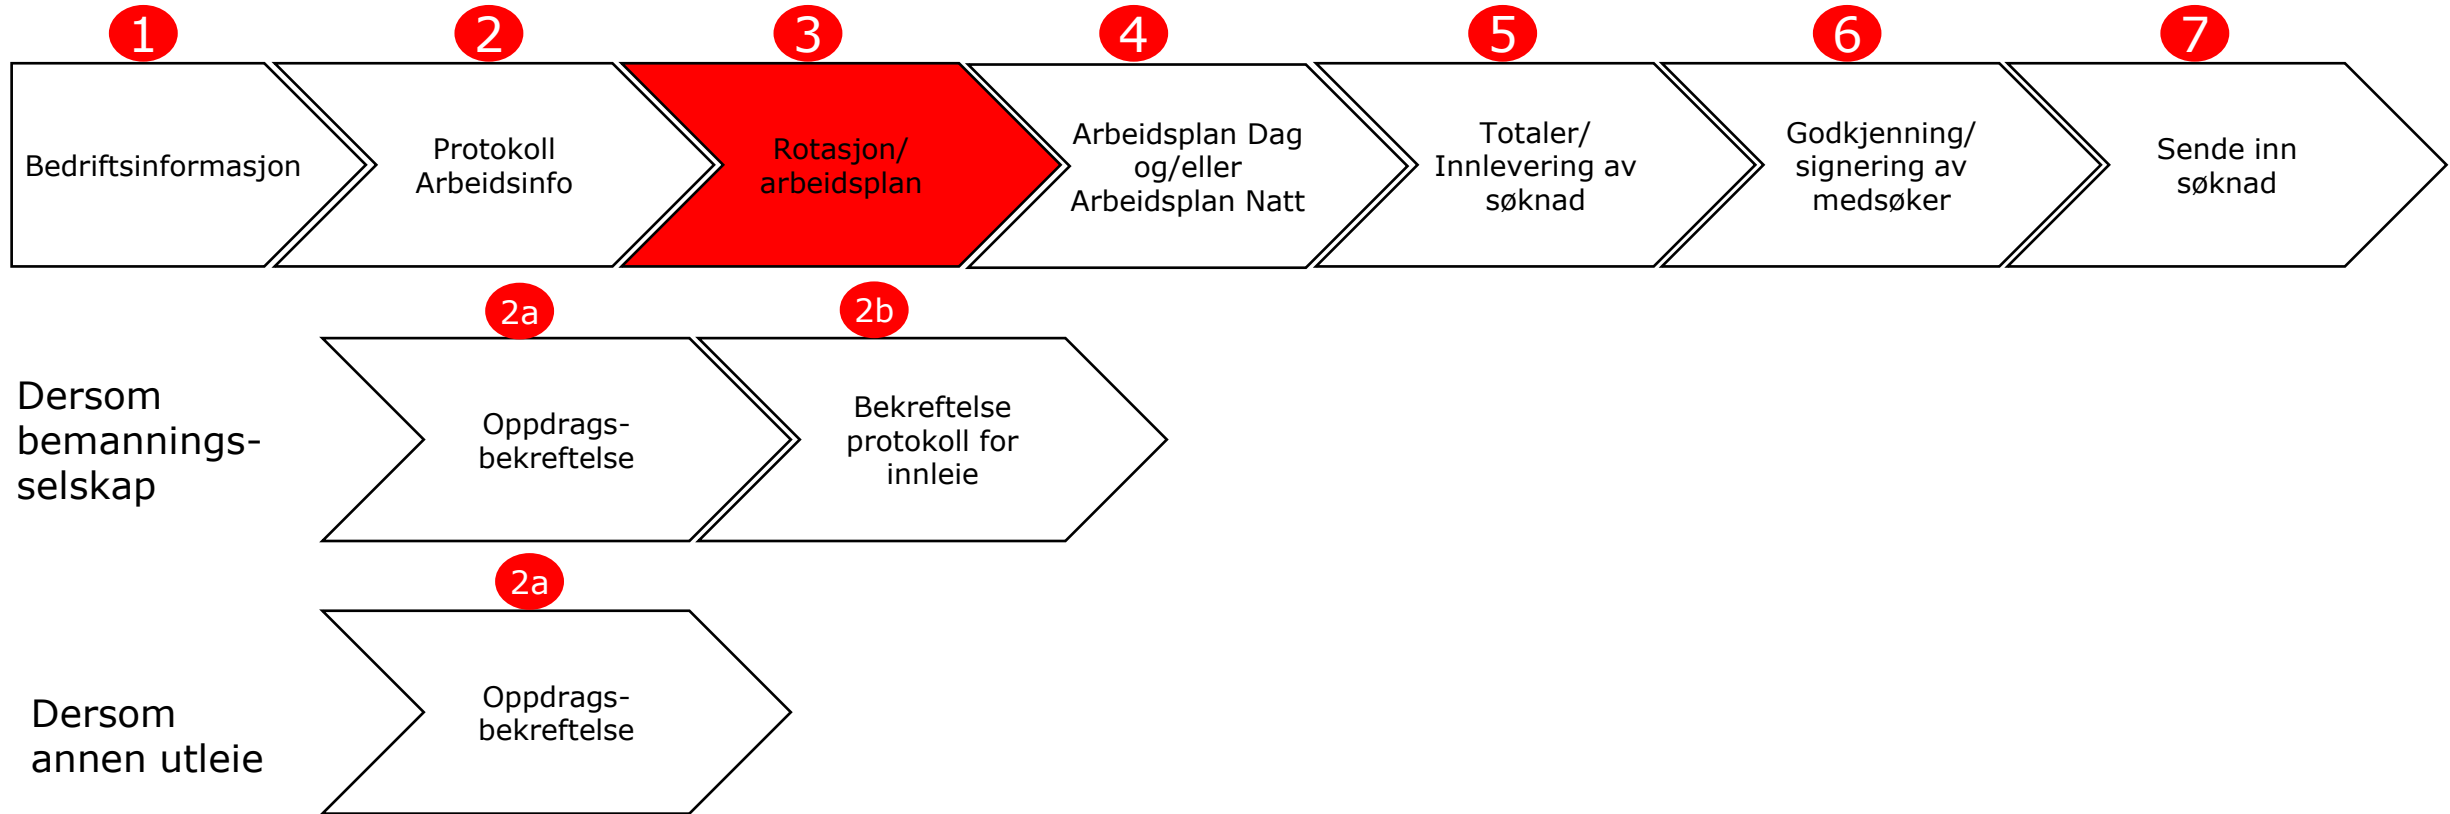 1
2
3
4
5
6
7
Bedriftsinformasjon
Protokoll
Arbeidsinfo
Rotasjon/
arbeidsplan
Arbeidsplan Dag
og/eller
Arbeidsplan Natt
Totaler/
Innlevering av
søknad
Godkjenning/
signering av
medsøker
Sende inn
søknad
Dersom
bemannings-
selskap
2a
Oppdrags-
bekreftelse
2b
Bekreftelse
protokoll for
innleie
Dersom
annen utleie
2a
Oppdrags-
bekreftelse